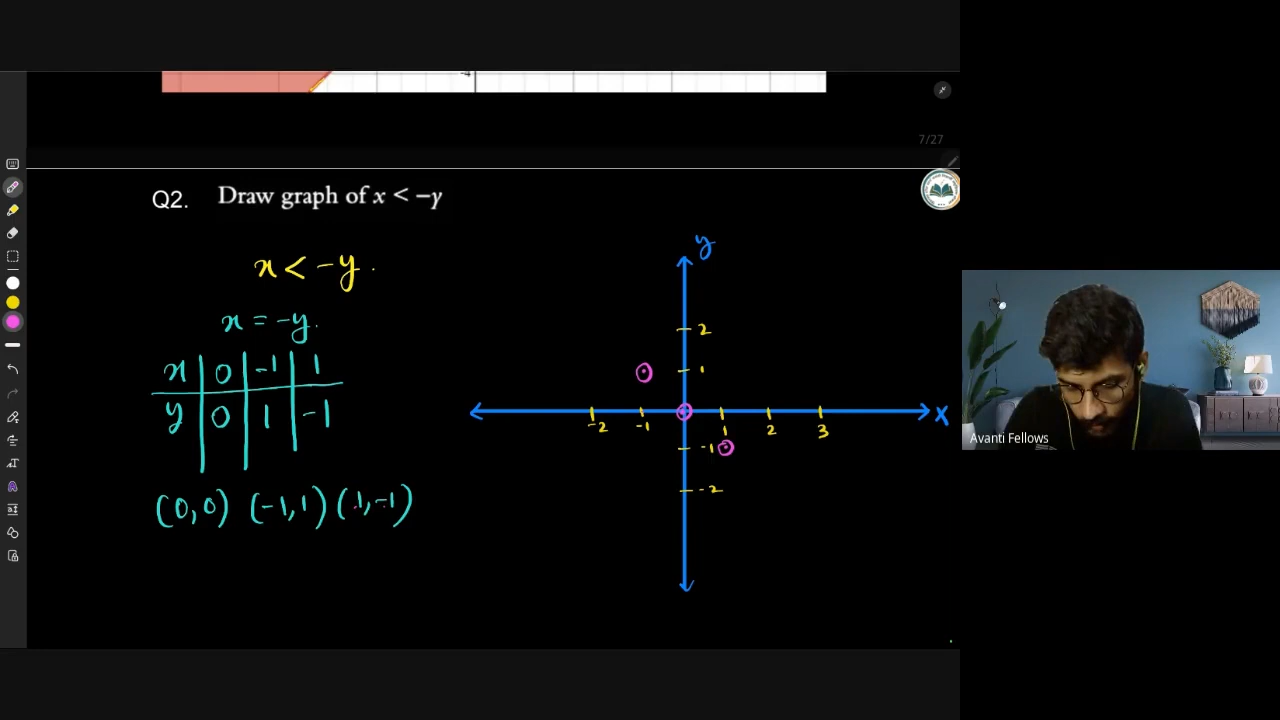 7/27
Q2. Draw graph of x < −y
x < -y.
x = -y.
x 0 -1 1
y 0 1 -1
(0,0) (-1,1) (1,-1)
y
2
1
-2 -1 1 2 3 x
-1
-2
Avanti Fellows